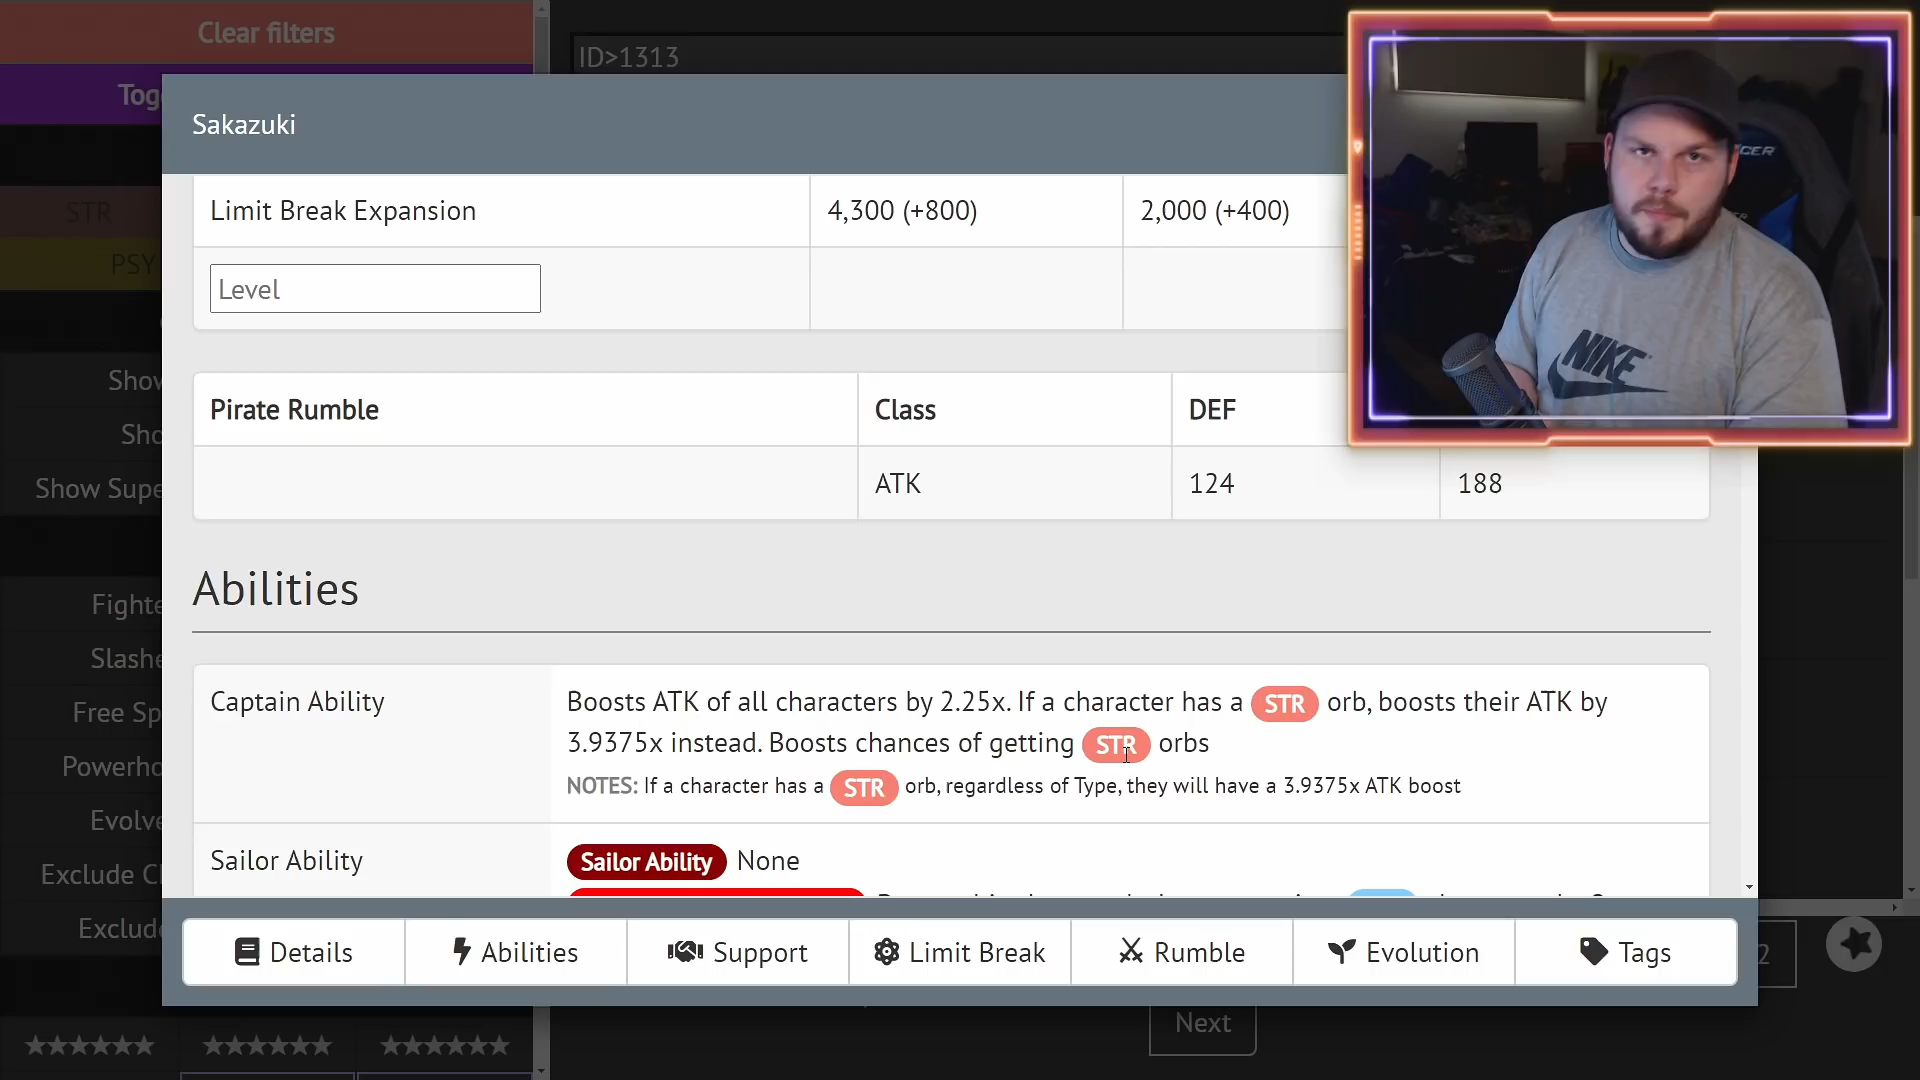 Clear filters
ID>1313
Sakazuki
STR
PSY
Limit Break Expansion 4,300 (+800) 2,000 (+400)
Level
Pirate Rumble Class DEF
ATK 124 188
Abilities
Captain Ability
Boosts ATK of all characters by 2.25x. If a character has a STR orb, boosts their ATK by
3.9375x instead. Boosts chances of getting STR orbs
NOTES: If a character has a STR orb, regardless of Type, they will have a 3.9375x ATK boost
Sailor Ability
Sailor Ability None
Details Abilities Support Limit Break Rumble Evolution Tags
Next
NIKE